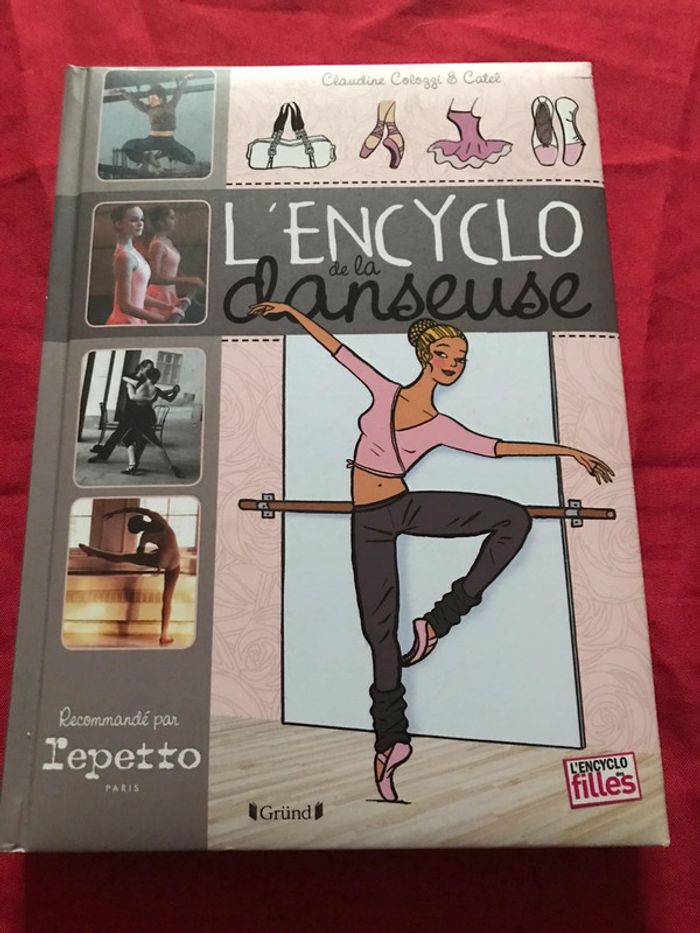 Claudine Colozzi & Catel
L'ENCYCLO
de la
danseuse
Recommandé par
repetto
PARIS
Gründ
L'ENCYCLO
des
filles